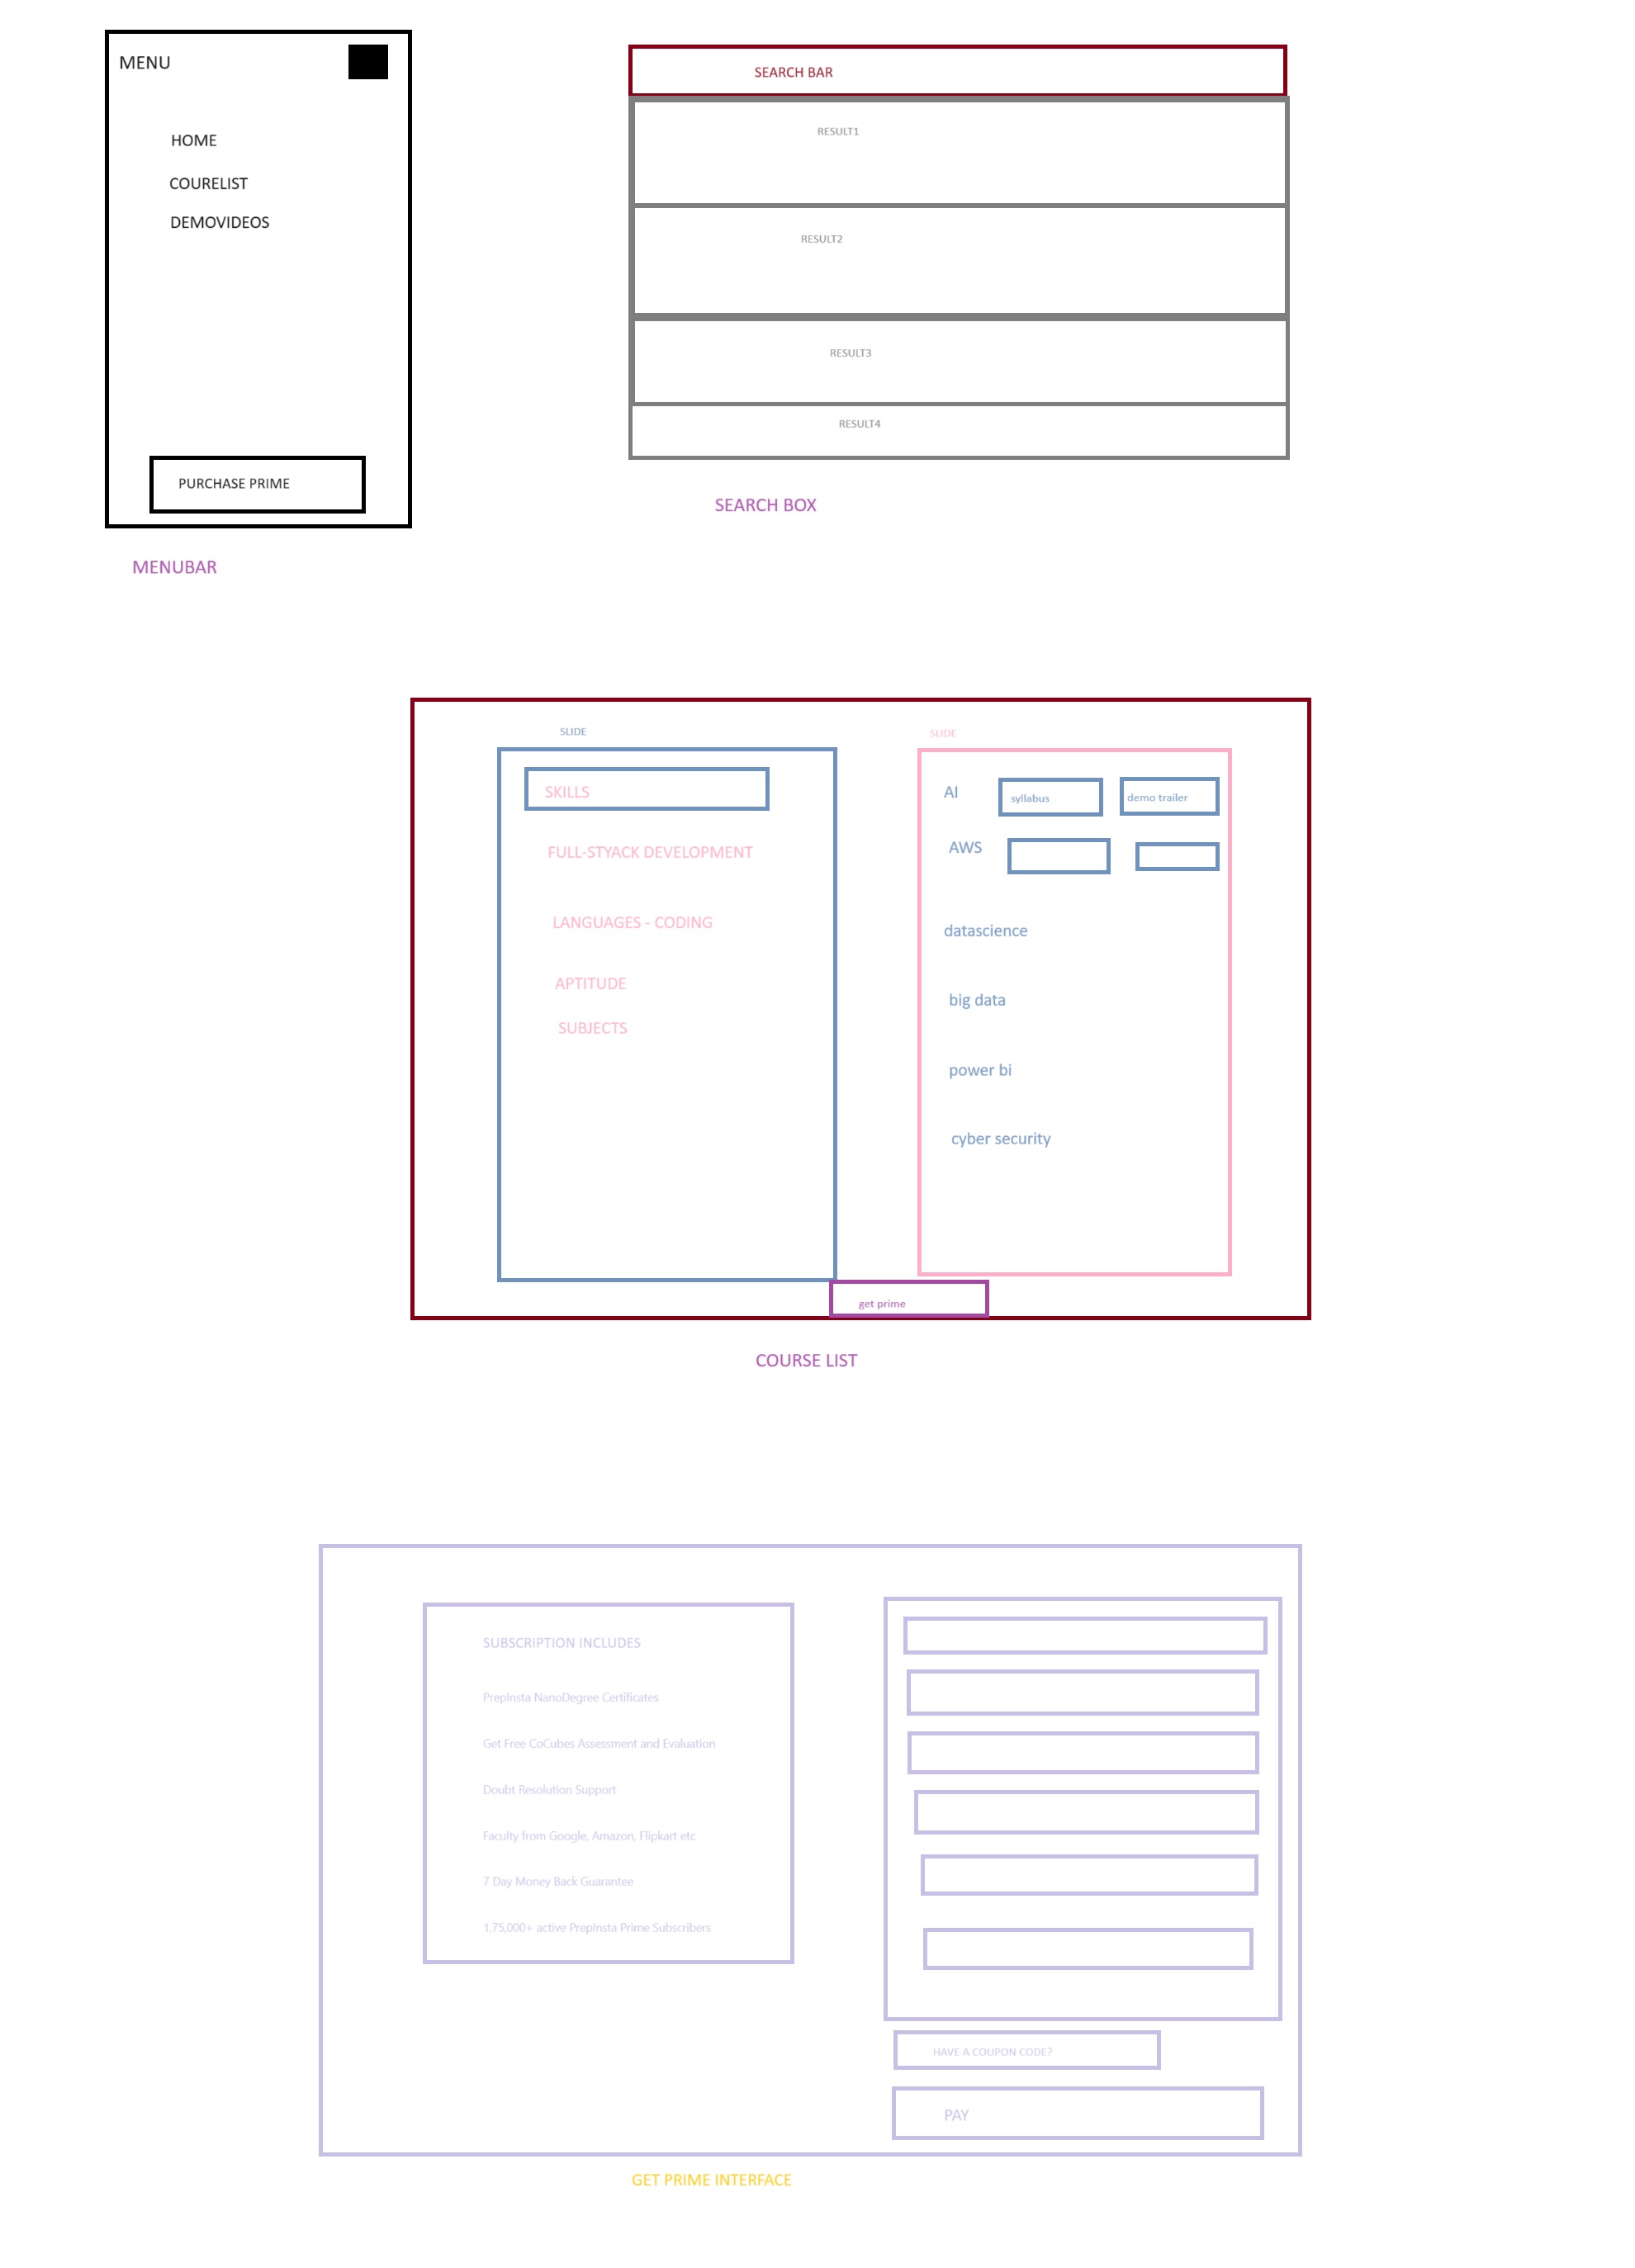 MENU
HOME
COURELIST
DEMOVIDEOS
PURCHASE PRIME
MENUBAR
SEARCH BAR
RESULT1
RESULT2
RESULT3
RESULT4
SEARCH BOX
SLIDE
SKILLS
FULL-STYACK DEVELOPMENT
LANGUAGES - CODING
APTITUDE
SUBJECTS
SLIDE
AI
syllabus
demo trailer
AWS
datascience
big data
power bi
cyber security
get prime
COURSE LIST
SUBSCRIPTION INCLUDES
PrepInsta NanoDegree Certificates
Get Free CoCubes Assessment and Evaluation
Doubt Resolution Support
Faculty from Google, Amazon, Flipkart etc
7 Day Money Back Guarantee
1,75,000+ active PrepInsta Prime Subscribers
HAVE A COUPON CODE?
PAY
GET PRIME INTERFACE